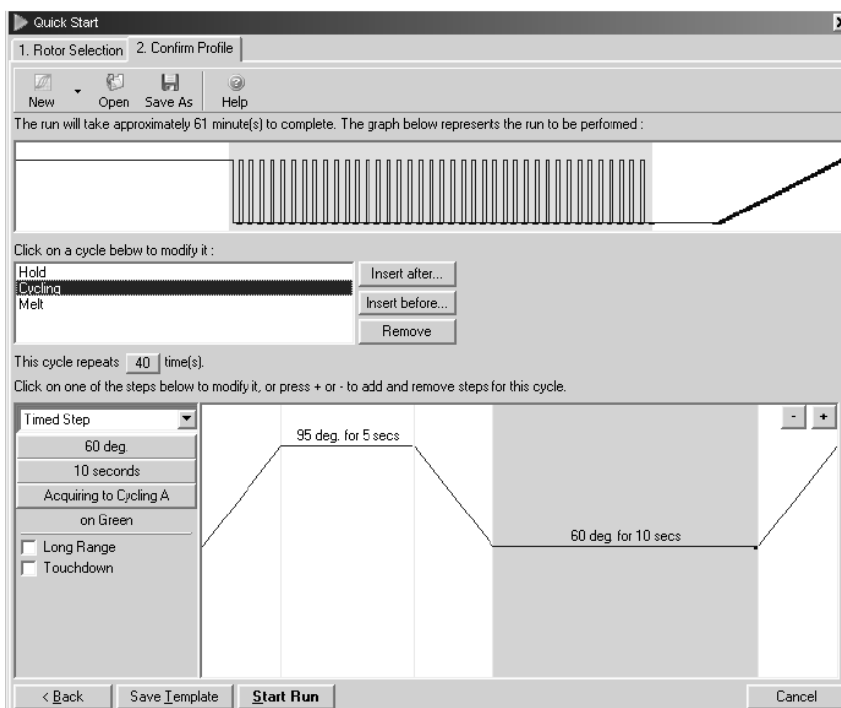 Quick Start
1. Rotor Selection 2. Confirm Profile
New Open Save As Help
The run will take approximately 61 minute(s) to complete. The graph below represents the run to be performed :
Click on a cycle below to modify it :
Hold
Cycling
Melt
Insert after...
Insert before...
Remove
This cycle repeats 40 time(s).
Click on one of the steps below to modify it, or press + or - to add and remove steps for this cycle.
Timed Step
60 deg.
10 seconds
Acquiring to Cycling A
on Green
Long Range
Touchdown
95 deg. for 5 secs
60 deg. for 10 secs
- +
< Back Save Template Start Run Cancel